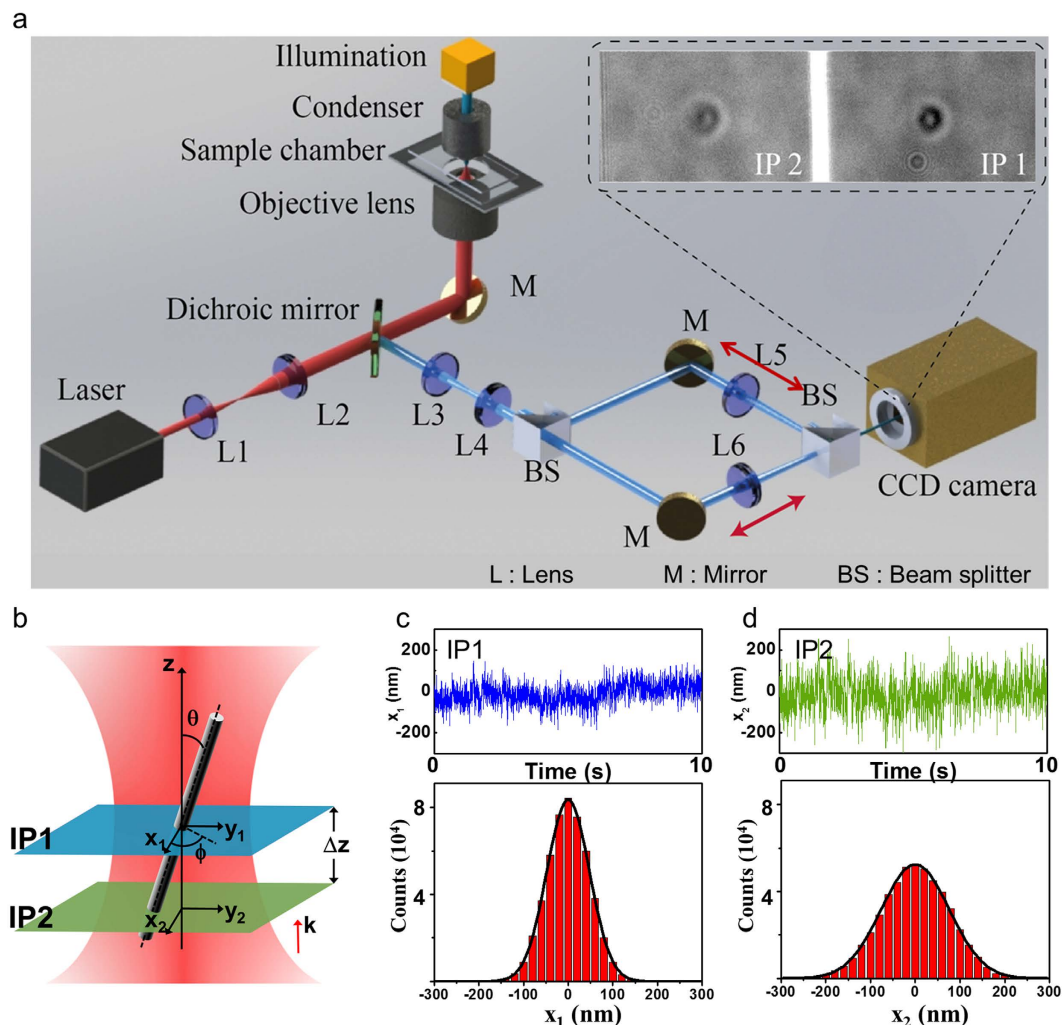 a
Illumination
Condenser
Sample chamber
Objective lens
IP 2
IP 1
M
Dichroic mirror
M
L5
BS
Laser
L1
L2
L3
L4
BS
L6
M
CCD camera
L : Lens
M : Mirror
BS : Beam splitter
b
z
θ
IP1
x1
y1
ϕ
Δz
IP2
x2
y2
k
c
IP1
200
0
-200
x1 (nm)
0
Time (s)
10
8
4
Counts (10⁴)
-300
-200
-100
0
100
200
300
x1 (nm)
d
IP2
200
0
-200
x2 (nm)
0
Time (s)
10
8
4
Counts (10⁴)
-300
-200
-100
0
100
200
300
x2 (nm)